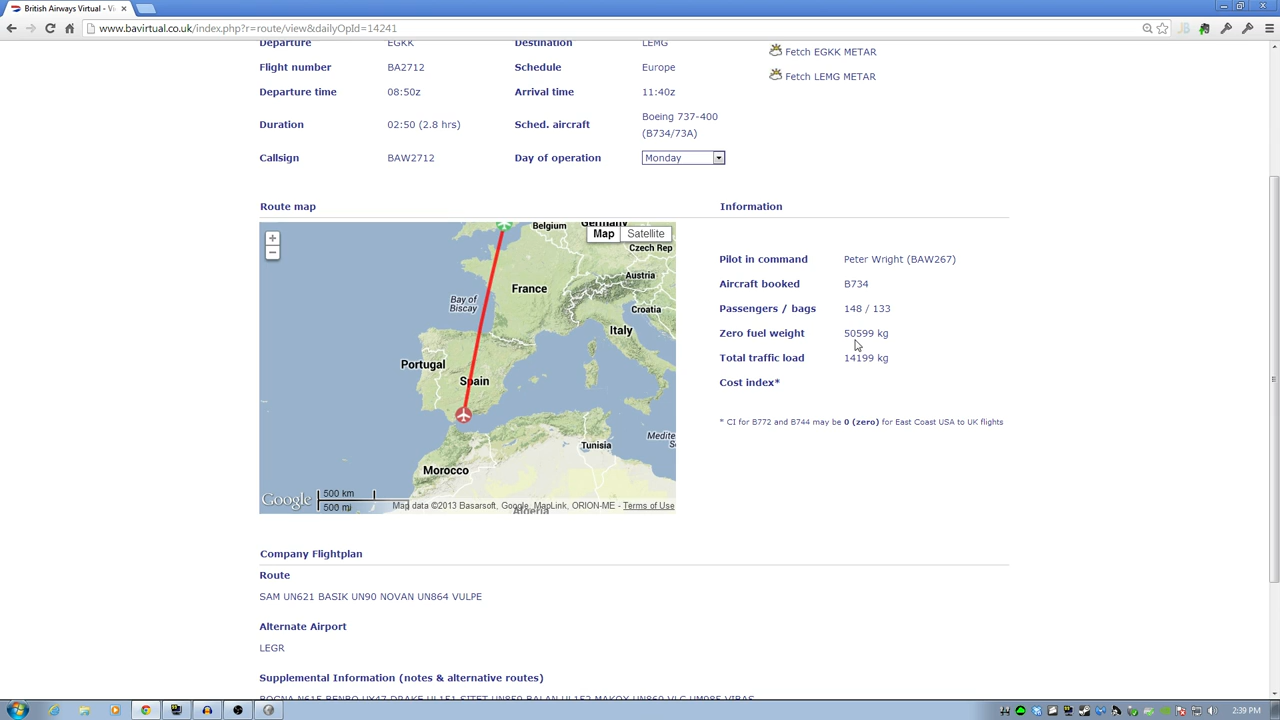 British Airways Virtual - Vi
www.bavirtual.co.uk/index.php?r=route/view&dailyOpId=14241
Departure EGKK Destination LEMG
Fetch EGKK METAR
Flight number BA2712 Schedule Europe
Fetch LEMG METAR
Departure time 08:50z Arrival time 11:40z
Duration 02:50 (2.8 hrs) Sched. aircraft Boeing 737-400
(B734/73A)
Callsign BAW2712 Day of operation Monday
Route map
Information
Belgium
Germany
Map Satellite
Czech Rep
Austria
France
Croatia
Bay of
Biscay
Italy
Portugal
Spain
Tunisia
Medite
Morocco
500 km
500 mi
Google
Map data ©2013 Basarsoft, Google, MapLink, ORION-ME - Terms of Use
Algeria
Pilot in command Peter Wright (BAW267)
Aircraft booked B734
Passengers / bags 148 / 133
Zero fuel weight 50599 kg
Total traffic load 14199 kg
Cost index*
* CI for B772 and B744 may be 0 (zero) for East Coast USA to UK flights
Company Flightplan
Route
SAM UN621 BASIK UN90 NOVAN UN864 VULPE
Alternate Airport
LEGR
Supplemental Information (notes & alternative routes)
2:39 PM